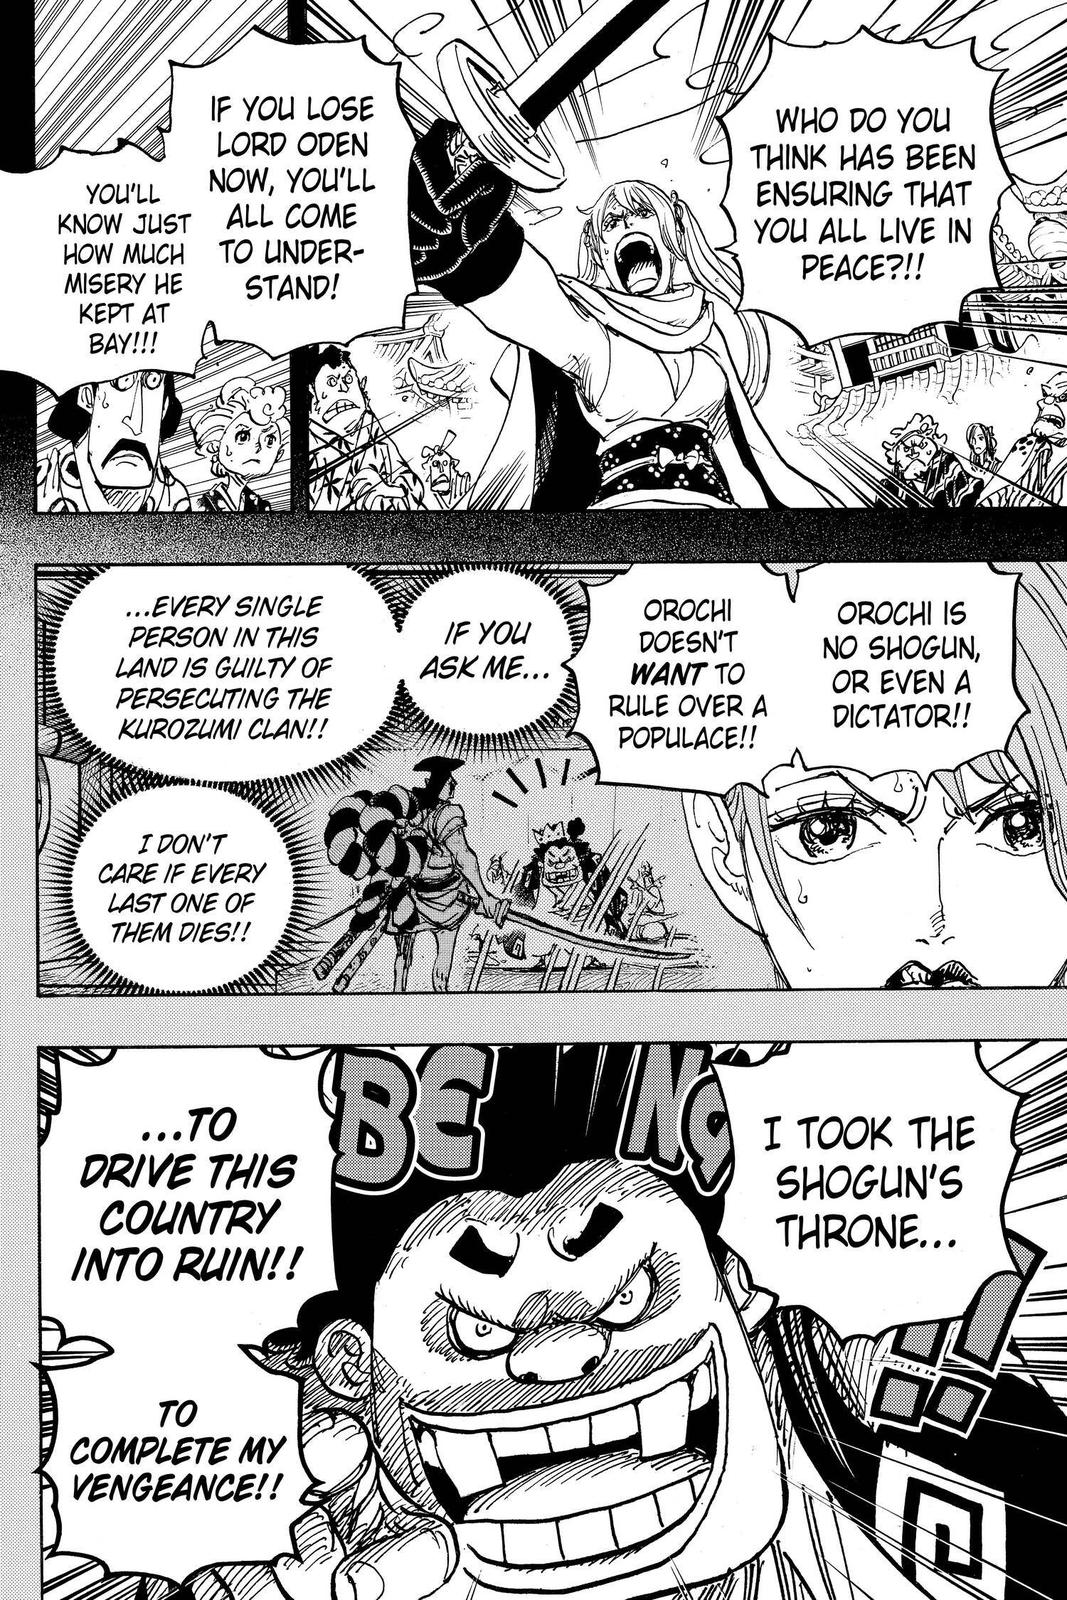 WHO DO YOU
THINK HAS BEEN
ENSURING THAT
YOU ALL LIVE IN
PEACE?!!
IF YOU LOSE
LORD ODEN
NOW, YOU'LL
ALL COME
TO UNDER-
STAND!
YOU'LL
KNOW JUST
HOW MUCH
MISERY HE
KEPT AT
BAY!!!
OROCHI IS
NO SHOGUN,
OR EVEN A
DICTATOR!!
OROCHI
DOESN'T
WANT TO
RULE OVER A
POPULACE!!
IF YOU
ASK ME...
...EVERY SINGLE
PERSON IN THIS
LAND IS GUILTY OF
PERSECUTING THE
KUROZUMI CLAN!!
I DON'T
CARE IF EVERY
LAST ONE OF
THEM DIES!!
I TOOK THE
SHOGUN'S
THRONE...
BE NG
!!
...TO
DRIVE THIS
COUNTRY
INTO RUIN!!
TO
COMPLETE MY
VENGEANCE!!